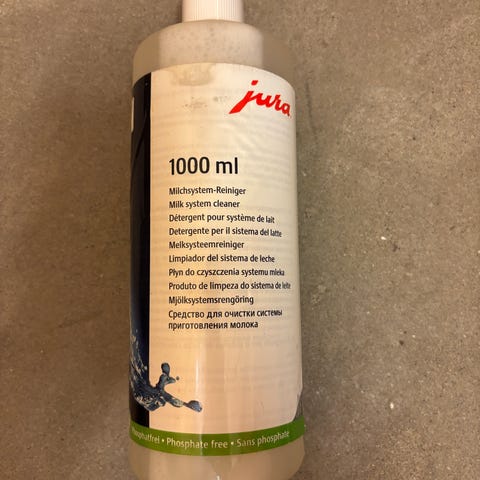 jura
1000 ml
Milchsystem-Reiniger
Milk system cleaner
Détergent pour système de lait
Detergente per il sistema del latte
Melksysteemreiniger
Limpiador del sistema de leche
Płyn do czyszczenia systemu mleka
Produto de limpeza do sistema de leite
Mjölksystemsrengöring
Средство для очистки системы
приготовления молока
• Phosphate free • Sans phosphate